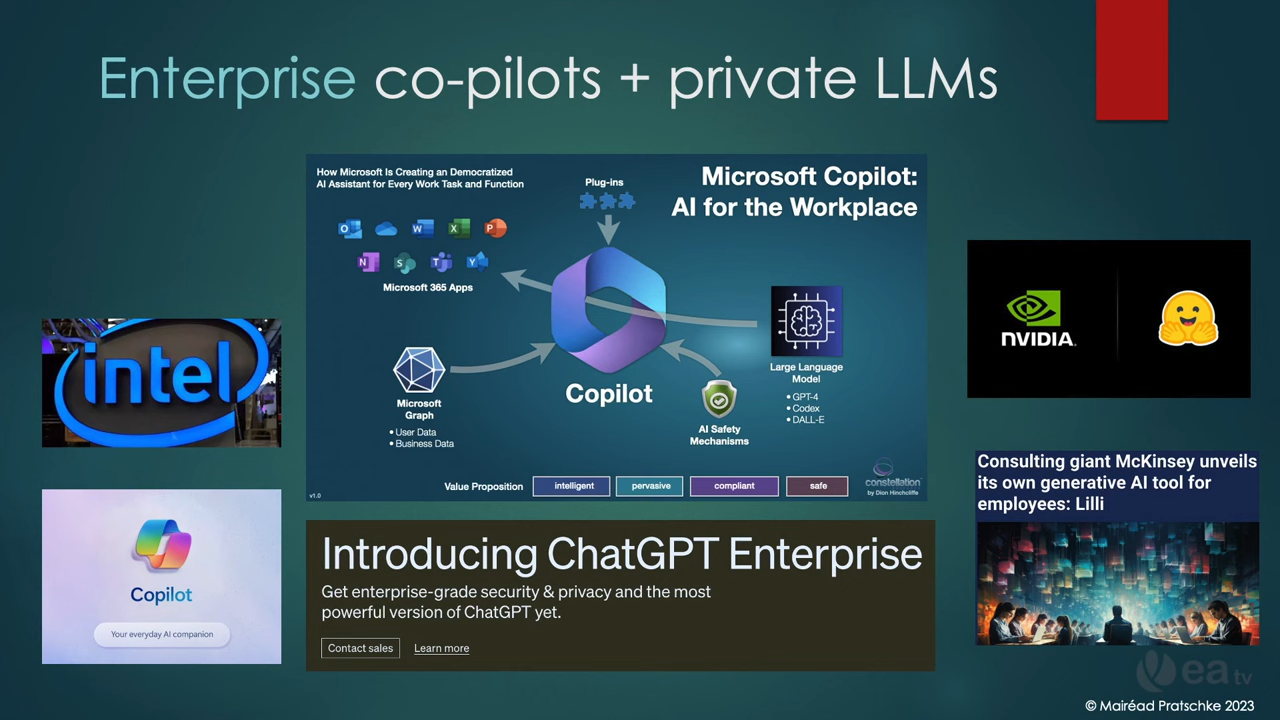 Enterprise co-pilots + private LLMs
How Microsoft Is Creating an Democratized
AI Assistant for Every Work Task and Function
Plug-ins
Microsoft Copilot:
AI for the Workplace
O
W
X
P
N
S
T
Y
Microsoft 365 Apps
Copilot
Microsoft
Graph
• User Data
• Business Data
AI Safety
Mechanisms
Large Language
Model
• GPT-4
• Codex
• DALL-E
Value Proposition
intelligent
pervasive
compliant
safe
constellation
by Dion Hinchcliffe
v1.0
intel
Copilot
Your everyday AI companion
Introducing ChatGPT Enterprise
Get enterprise-grade security & privacy and the most
powerful version of ChatGPT yet.
Contact sales
Learn more
NVIDIA.
Consulting giant McKinsey unveils
its own generative AI tool for
employees: Lilli
ea tv
© Mairéad Pratschke 2023